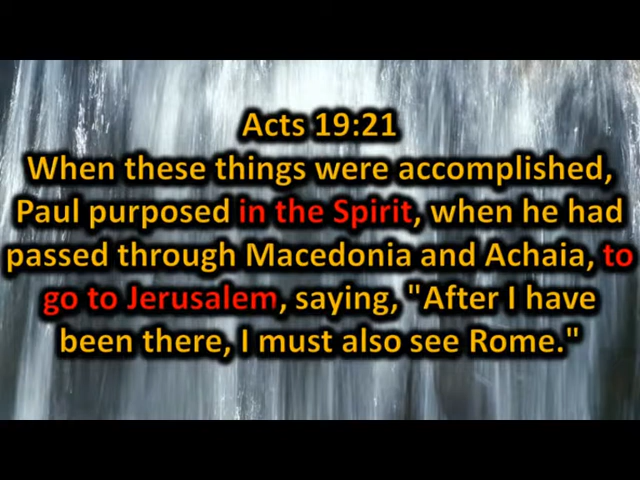 Acts 19:21
When these things were accomplished,
Paul purposed in the Spirit, when he had
passed through Macedonia and Achaia, to
go to Jerusalem, saying, "After I have
been there, I must also see Rome."